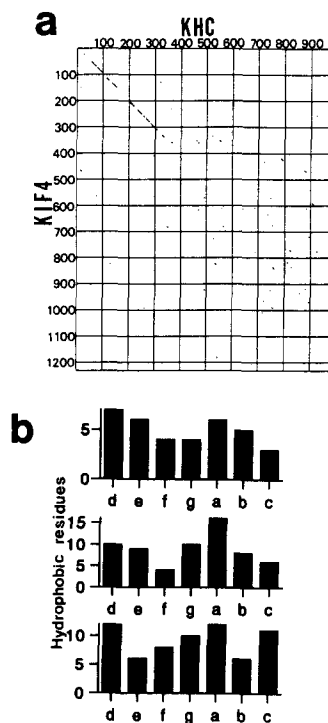 a
KHC
100 200 300 400 500 600 700 800 900
KIF4
100
200
300
400
500
600
700
800
900
1000
1100
1200
b
Hydrophobic residues
5
0
d e f g a b c
15
10
5
0
d e f g a b c
10
5
0
d e f g a b c